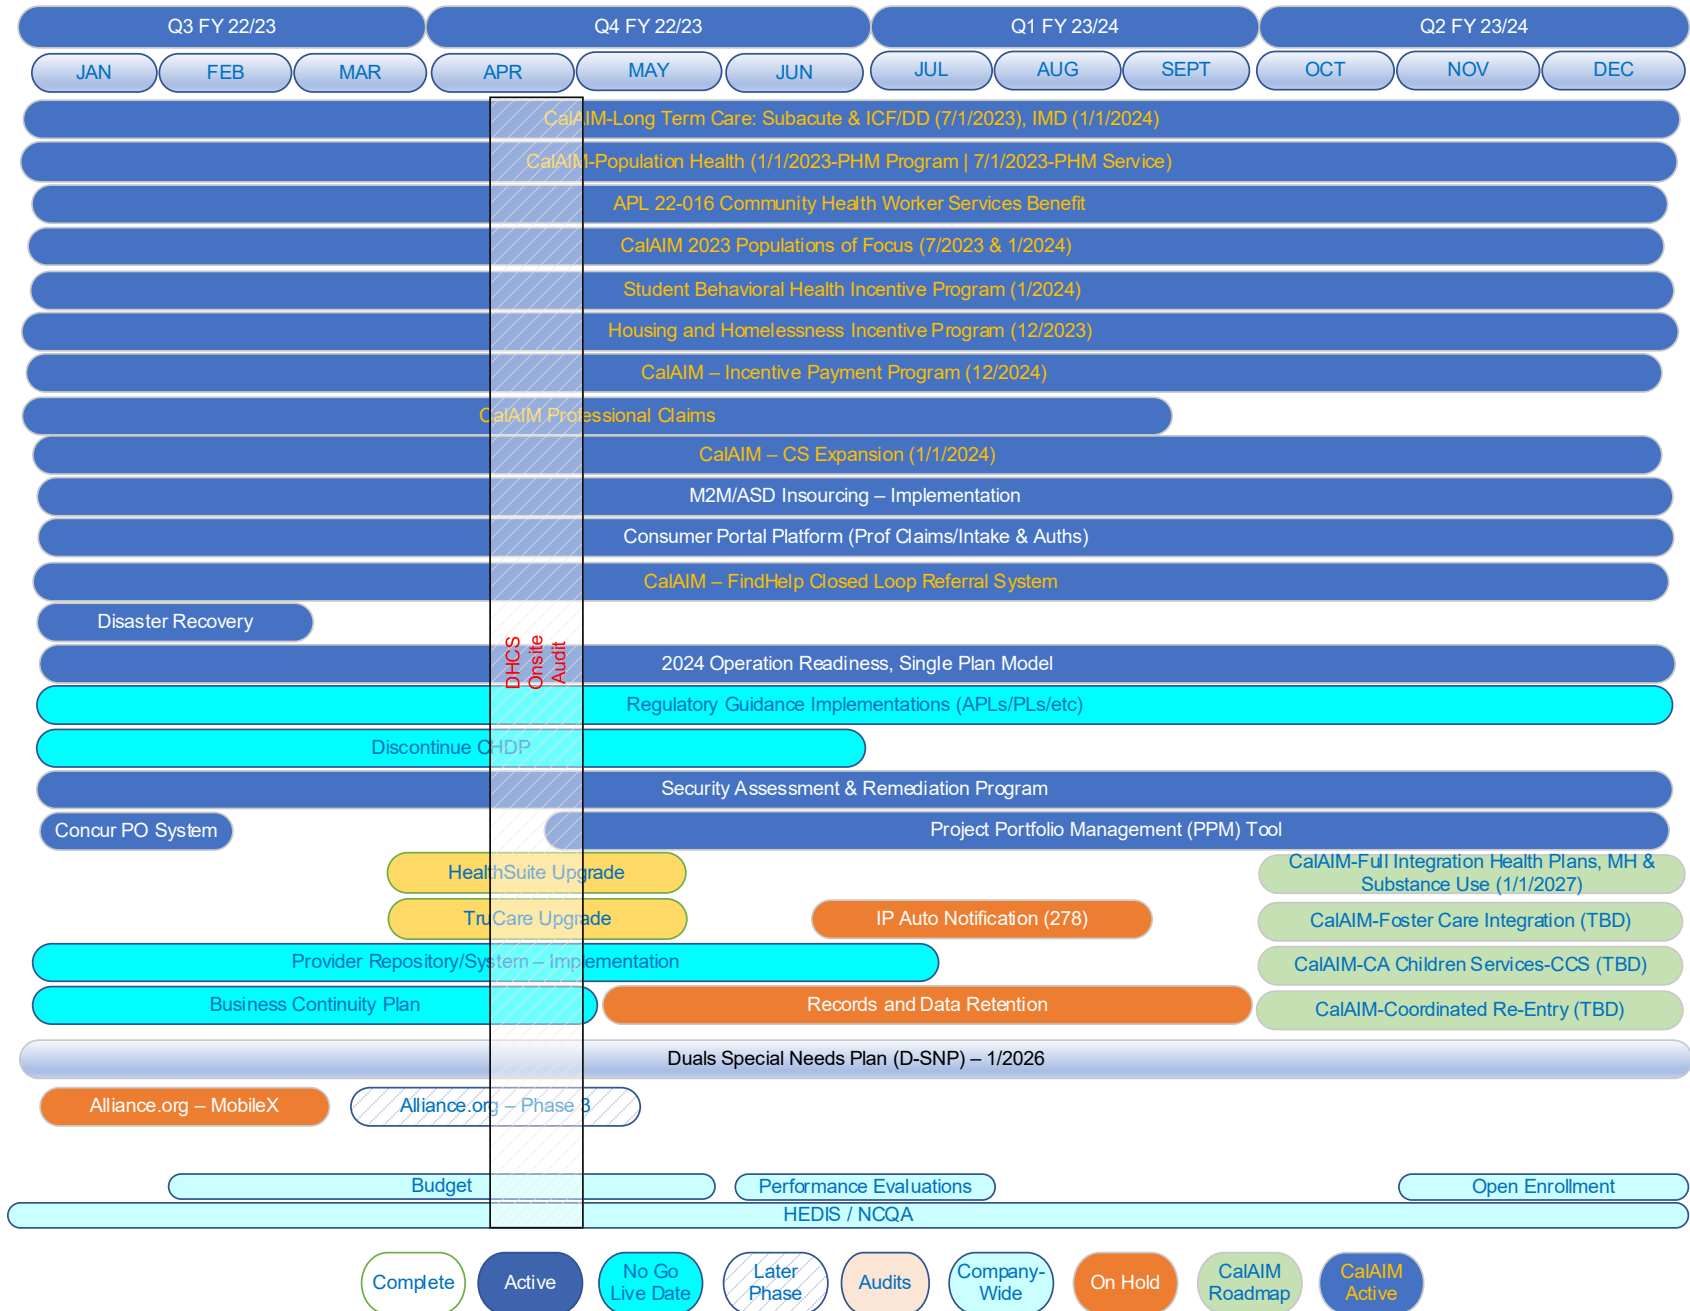 Q3 FY 22/23
Q4 FY 22/23
Q1 FY 23/24
Q2 FY 23/24
JAN
FEB
MAR
APR
MAY
JUN
JUL
AUG
SEPT
OCT
NOV
DEC
CalAIM-Long Term Care: Subacute & ICF/DD (7/1/2023), IMD (1/1/2024)
CalAIM-Population Health (1/1/2023-PHM Program | 7/1/2023-PHM Service)
APL 22-016 Community Health Worker Services Benefit
CalAIM 2023 Populations of Focus (7/2023 & 1/2024)
Student Behavioral Health Incentive Program (1/2024)
Housing and Homelessness Incentive Program (12/2023)
CalAIM – Incentive Payment Program (12/2024)
CalAIM Professional Claims
CalAIM – CS Expansion (1/1/2024)
M2M/ASD Insourcing – Implementation
Consumer Portal Platform (Prof Claims/Intake & Auths)
CalAIM – FindHelp Closed Loop Referral System
Disaster Recovery
DHCS
Onsite
Audit
2024 Operation Readiness, Single Plan Model
Regulatory Guidance Implementations (APLs/PLs/etc)
Discontinue CHDP
Security Assessment & Remediation Program
Concur PO System
Project Portfolio Management (PPM) Tool
HealthSuite Upgrade
CalAIM-Full Integration Health Plans, MH &
Substance Use (1/1/2027)
TruCare Upgrade
IP Auto Notification (278)
CalAIM-Foster Care Integration (TBD)
Provider Repository/System – Implementation
CalAIM-CA Children Services-CCS (TBD)
Business Continuity Plan
Records and Data Retention
CalAIM-Coordinated Re-Entry (TBD)
Duals Special Needs Plan (D-SNP) – 1/2026
Alliance.org – MobileX
Alliance.org – Phase 3
Budget
Performance Evaluations
Open Enrollment
HEDIS / NCQA
Complete
Active
No Go
Live Date
Later
Phase
Audits
Company-
Wide
On Hold
CalAIM
Roadmap
CalAIM
Active